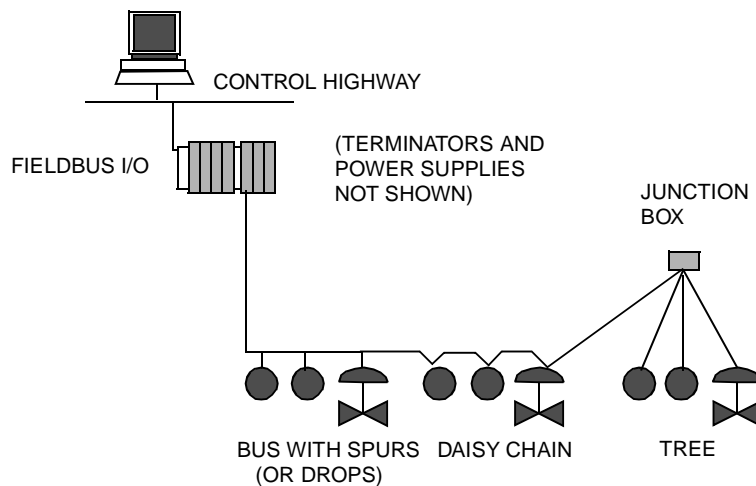 CONTROL HIGHWAY
FIELDBUS I/O
(TERMINATORS AND
POWER SUPPLIES
NOT SHOWN)
JUNCTION
BOX
BUS WITH SPURS
(OR DROPS)
DAISY CHAIN
TREE